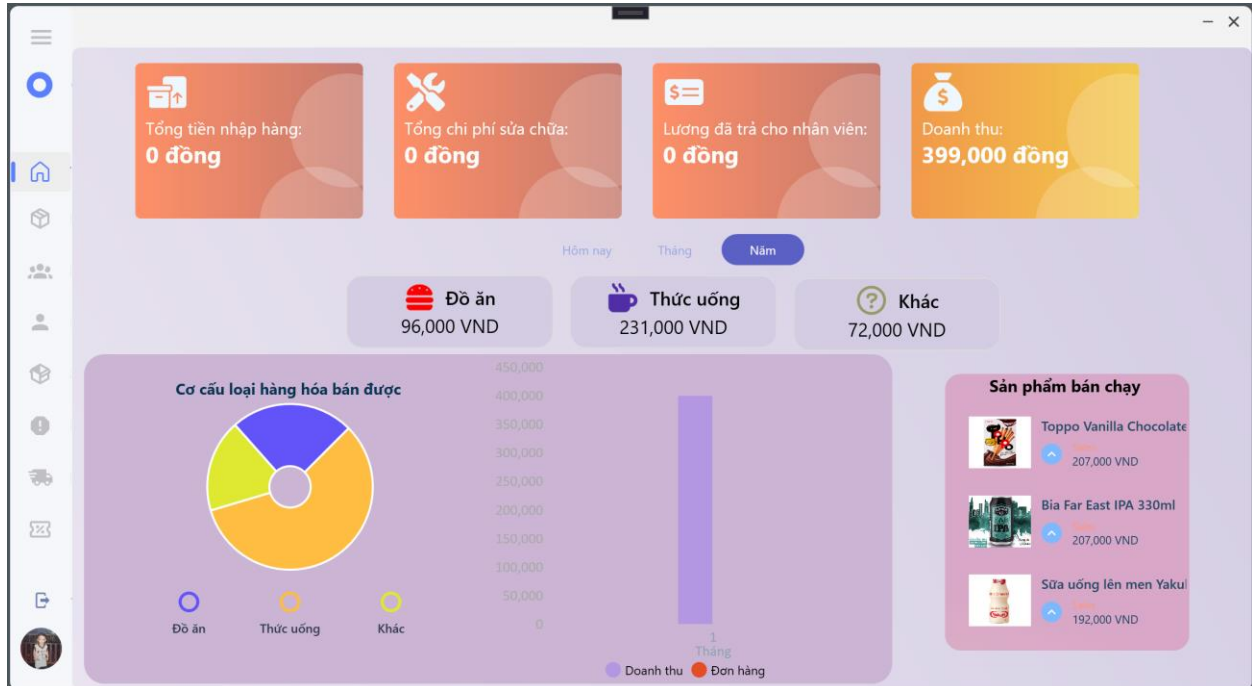 Tổng tiền nhập hàng:
0 đồng
Tổng chi phí sửa chữa:
0 đồng
Lương đã trả cho nhân viên:
0 đồng
Doanh thu:
399,000 đồng
Hôm nay
Tháng
Năm
Đồ ăn
96,000 VND
Thức uống
231,000 VND
Khác
72,000 VND
Cơ cấu loại hàng hóa bán được
Đồ ăn
Thức uống
Khác
450,000
400,000
350,000
300,000
250,000
200,000
150,000
100,000
50,000
0
1
Tháng
Doanh thu
Đơn hàng
Sản phẩm bán chạy
Toppo Vanilla Chocolate
207,000 VND
Bia Far East IPA 330ml
207,000 VND
Sữa uống lên men Yakul
192,000 VND